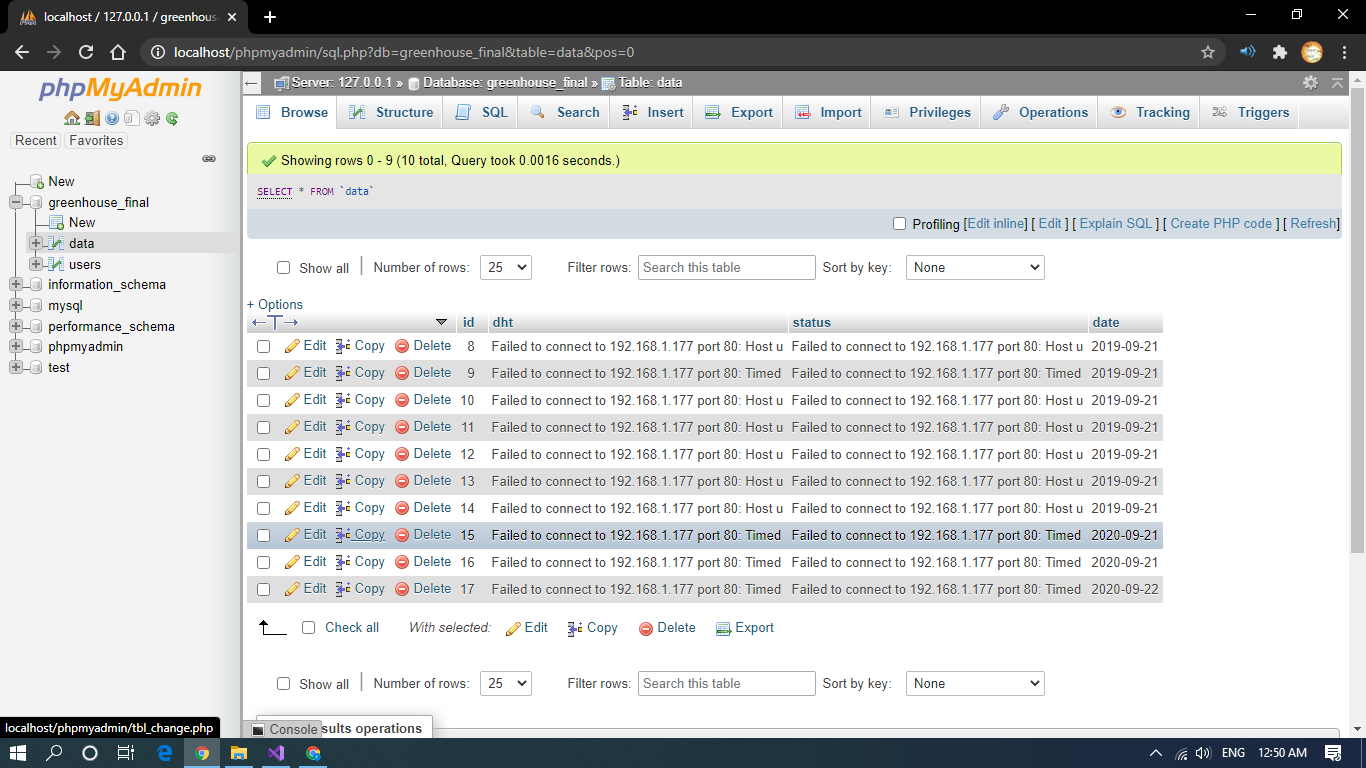 localhost / 127.0.0.1 / greenhous
localhost/phpmyadmin/sql.php?db=greenhouse_final&table=data&pos=0
phpMyAdmin
Recent Favorites
New
greenhouse_final
New
data
users
information_schema
mysql
performance_schema
phpmyadmin
test
Server: 127.0.0.1 » Database: greenhouse_final » Table: data
Browse Structure SQL Search Insert Export Import Privileges Operations Tracking Triggers
Showing rows 0 - 9 (10 total, Query took 0.0016 seconds.)
SELECT * FROM `data`
Profiling [Edit inline] [ Edit ] [ Explain SQL ] [ Create PHP code ] [ Refresh]
Show all Number of rows: 25 Filter rows: Search this table Sort by key: None
+ Options
id dht status date
Edit Copy Delete 8 Failed to connect to 192.168.1.177 port 80: Host u Failed to connect to 192.168.1.177 port 80: Host u 2019-09-21
Edit Copy Delete 9 Failed to connect to 192.168.1.177 port 80: Timed Failed to connect to 192.168.1.177 port 80: Timed 2019-09-21
Edit Copy Delete 10 Failed to connect to 192.168.1.177 port 80: Host u Failed to connect to 192.168.1.177 port 80: Host u 2019-09-21
Edit Copy Delete 11 Failed to connect to 192.168.1.177 port 80: Host u Failed to connect to 192.168.1.177 port 80: Host u 2019-09-21
Edit Copy Delete 12 Failed to connect to 192.168.1.177 port 80: Host u Failed to connect to 192.168.1.177 port 80: Host u 2019-09-21
Edit Copy Delete 13 Failed to connect to 192.168.1.177 port 80: Host u Failed to connect to 192.168.1.177 port 80: Host u 2019-09-21
Edit Copy Delete 14 Failed to connect to 192.168.1.177 port 80: Host u Failed to connect to 192.168.1.177 port 80: Host u 2019-09-21
Edit Copy Delete 15 Failed to connect to 192.168.1.177 port 80: Timed Failed to connect to 192.168.1.177 port 80: Timed 2020-09-21
Edit Copy Delete 16 Failed to connect to 192.168.1.177 port 80: Timed Failed to connect to 192.168.1.177 port 80: Timed 2020-09-21
Edit Copy Delete 17 Failed to connect to 192.168.1.177 port 80: Timed Failed to connect to 192.168.1.177 port 80: Timed 2020-09-22
Check all With selected: Edit Copy Delete Export
Show all Number of rows: 25 Filter rows: Search this table Sort by key: None
localhost/phpmyadmin/tbl_change.php
Console sults operations
ENG 12:50 AM